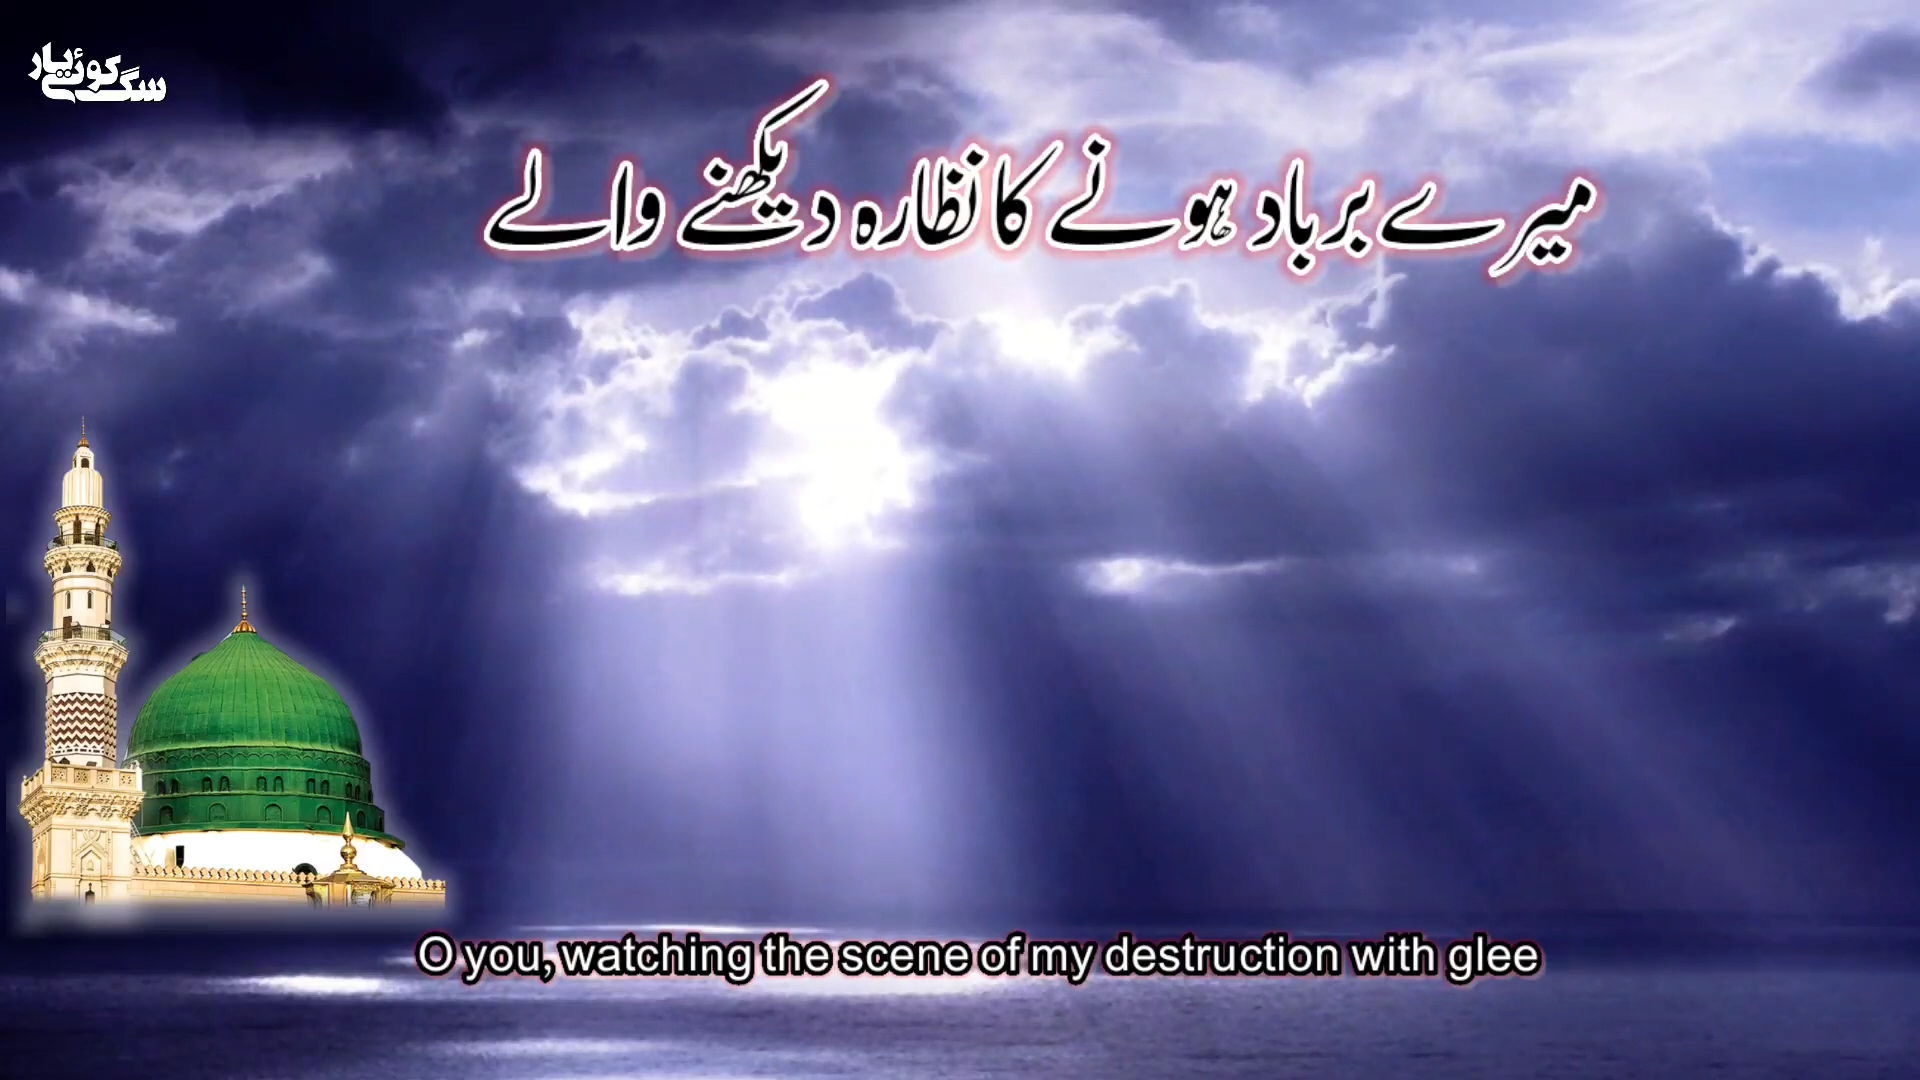 سگ کوئے یار
میرے برباد ہونے کا نظارہ دیکھنے والے
O you, watching the scene of my destruction with glee